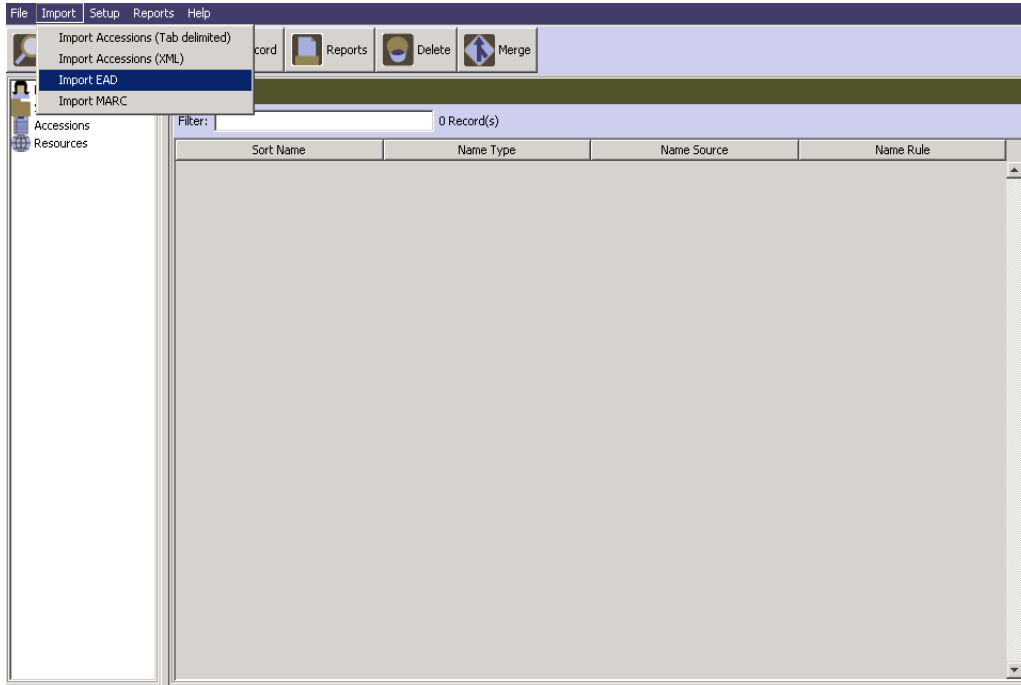 File Import Setup Reports Help
Import Accessions (Tab delimited)
Import Accessions (XML)
Import EAD
Import MARC
Reports Delete Merge
Filter: 0 Record(s)
Accessions
Resources
Sort Name Name Type Name Source Name Rule